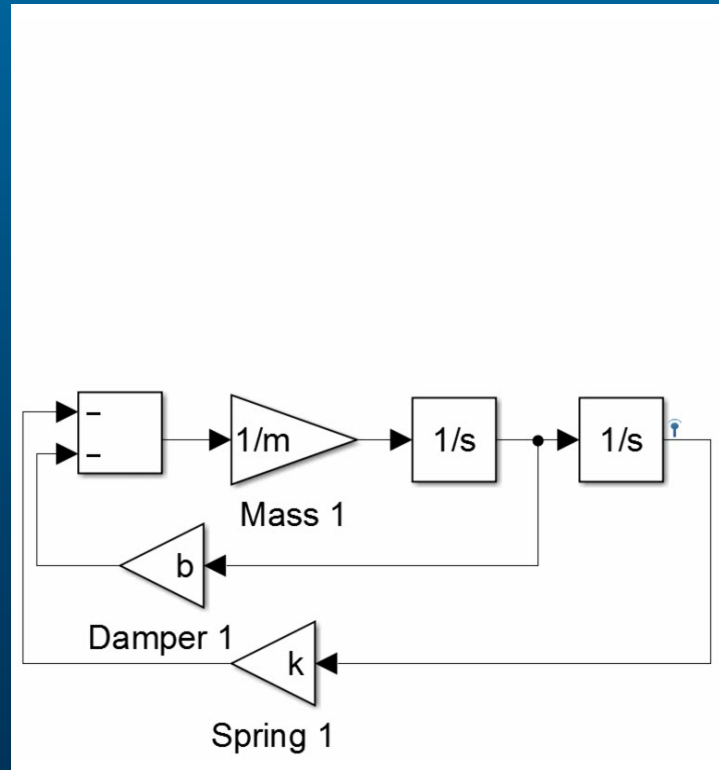 –
–
1/m
1/s
1/s
Mass 1
b
Damper 1
k
Spring 1